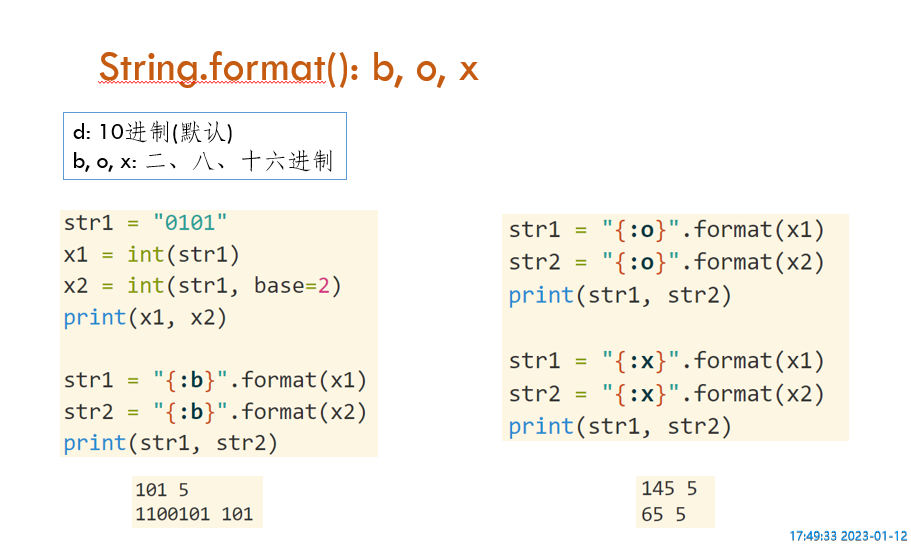 String.format(): b, o, x
d: 10进制(默认)
b, o, x: 二、八、十六进制
str1 = "0101"
x1 = int(str1)
x2 = int(str1, base=2)
print(x1, x2)
str1 = "{:b}".format(x1)
str2 = "{:b}".format(x2)
print(str1, str2)
101 5
1100101 101
str1 = "{:o}".format(x1)
str2 = "{:o}".format(x2)
print(str1, str2)
str1 = "{:x}".format(x1)
str2 = "{:x}".format(x2)
print(str1, str2)
145 5
65 5
17:49:33 2023-01-12